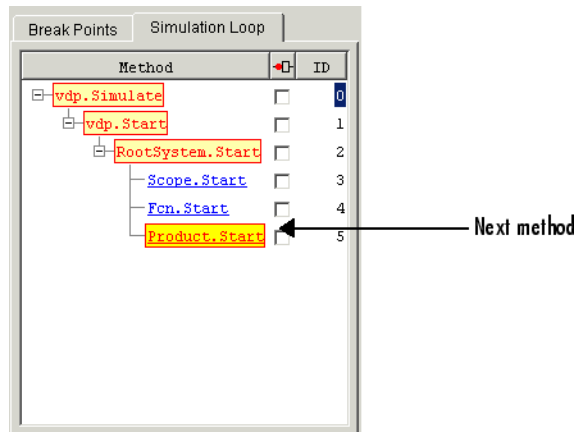 Break Points Simulation Loop
Method ID
vdp.Simulate 0
vdp.Start 1
RootSystem.Start 2
Scope.Start 3
Fcn.Start 4
Product.Start 5 Next method